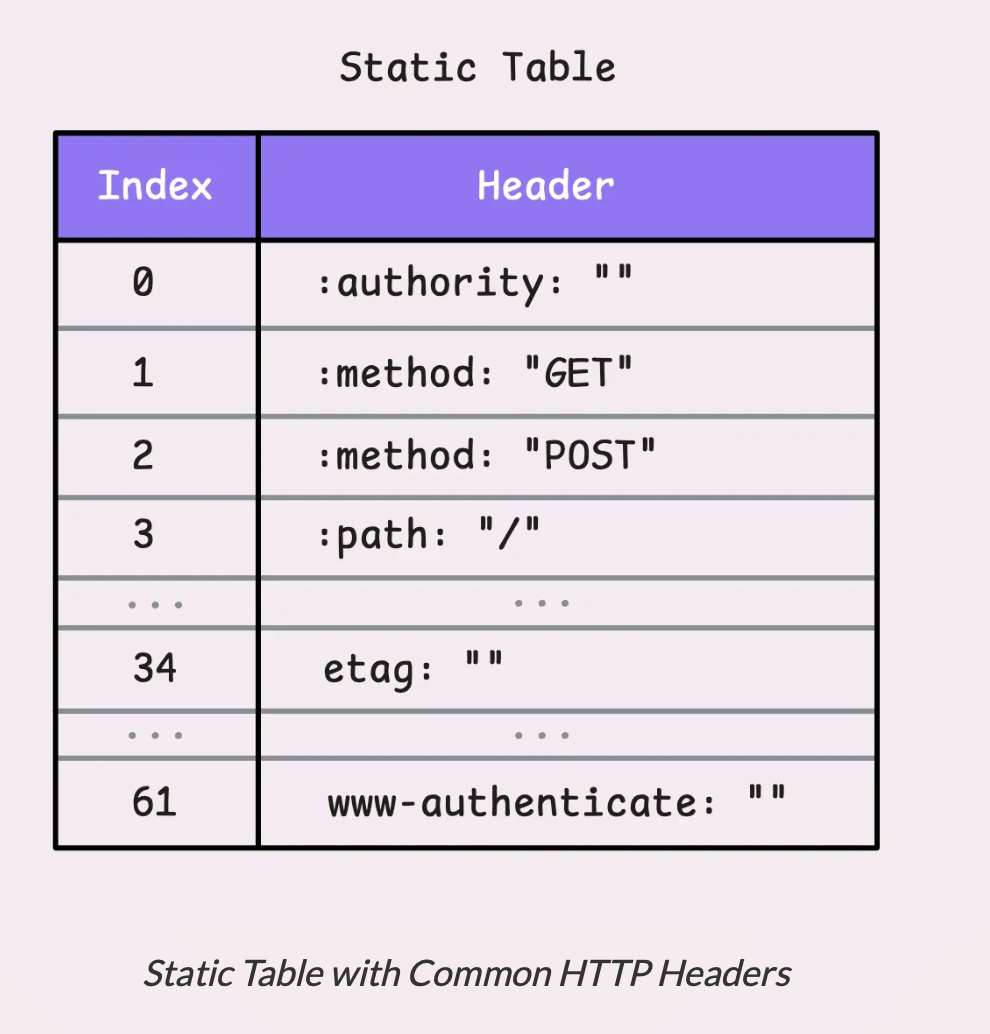 Static Table
Index Header
0 :authority: ""
1 :method: "GET"
2 :method: "POST"
3 :path: "/"
... ...
34 etag: ""
... ...
61 www-authenticate: ""
Static Table with Common HTTP Headers